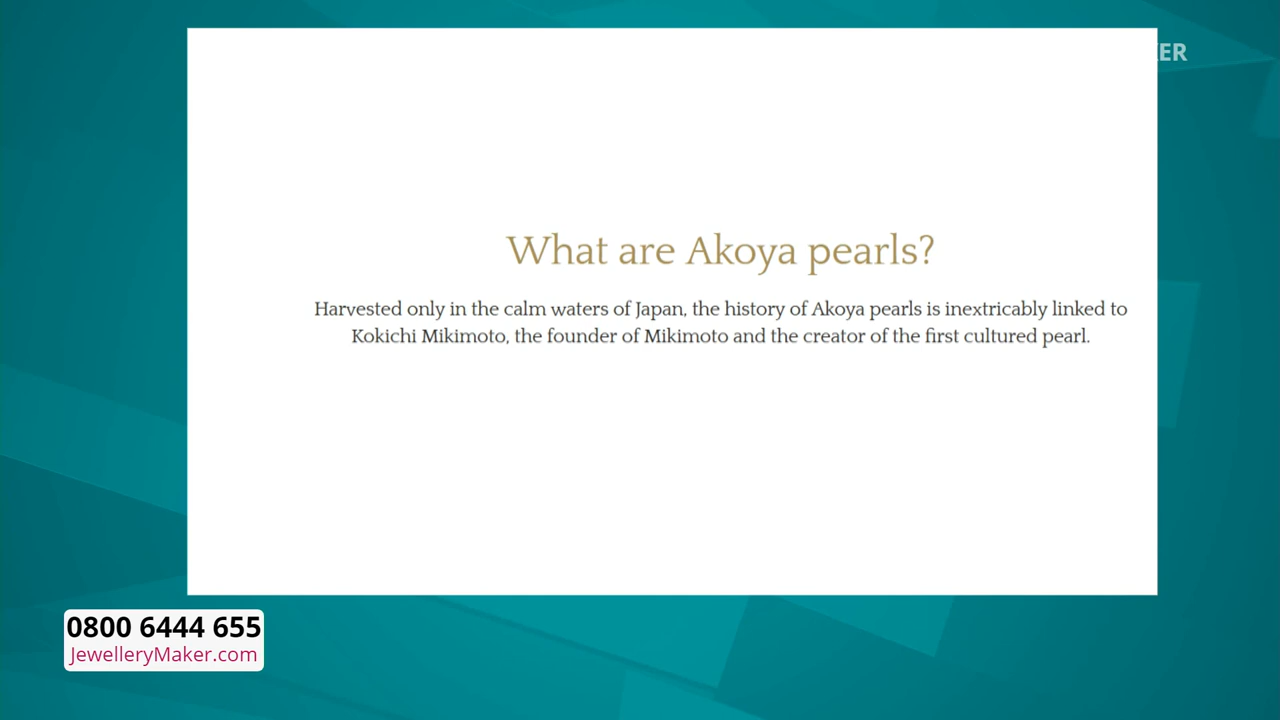 What are Akoya pearls?
Harvested only in the calm waters of Japan, the history of Akoya pearls is inextricably linked to
Kokichi Mikimoto, the founder of Mikimoto and the creator of the first cultured pearl.
0800 6444 655
JewelleryMaker.com